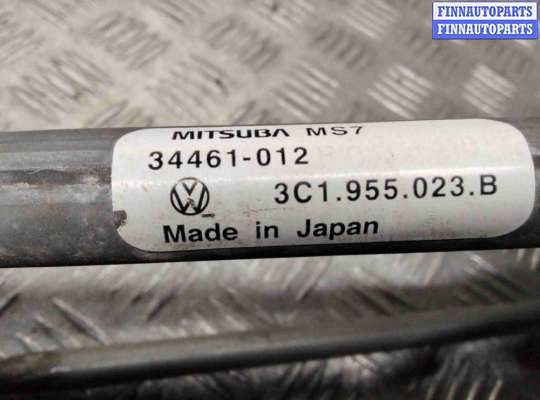 FINNAUTOPARTS
FINNAUTOPARTS
MITSUBA MS7
34461-012
3C1.955.023.B
Made in Japan